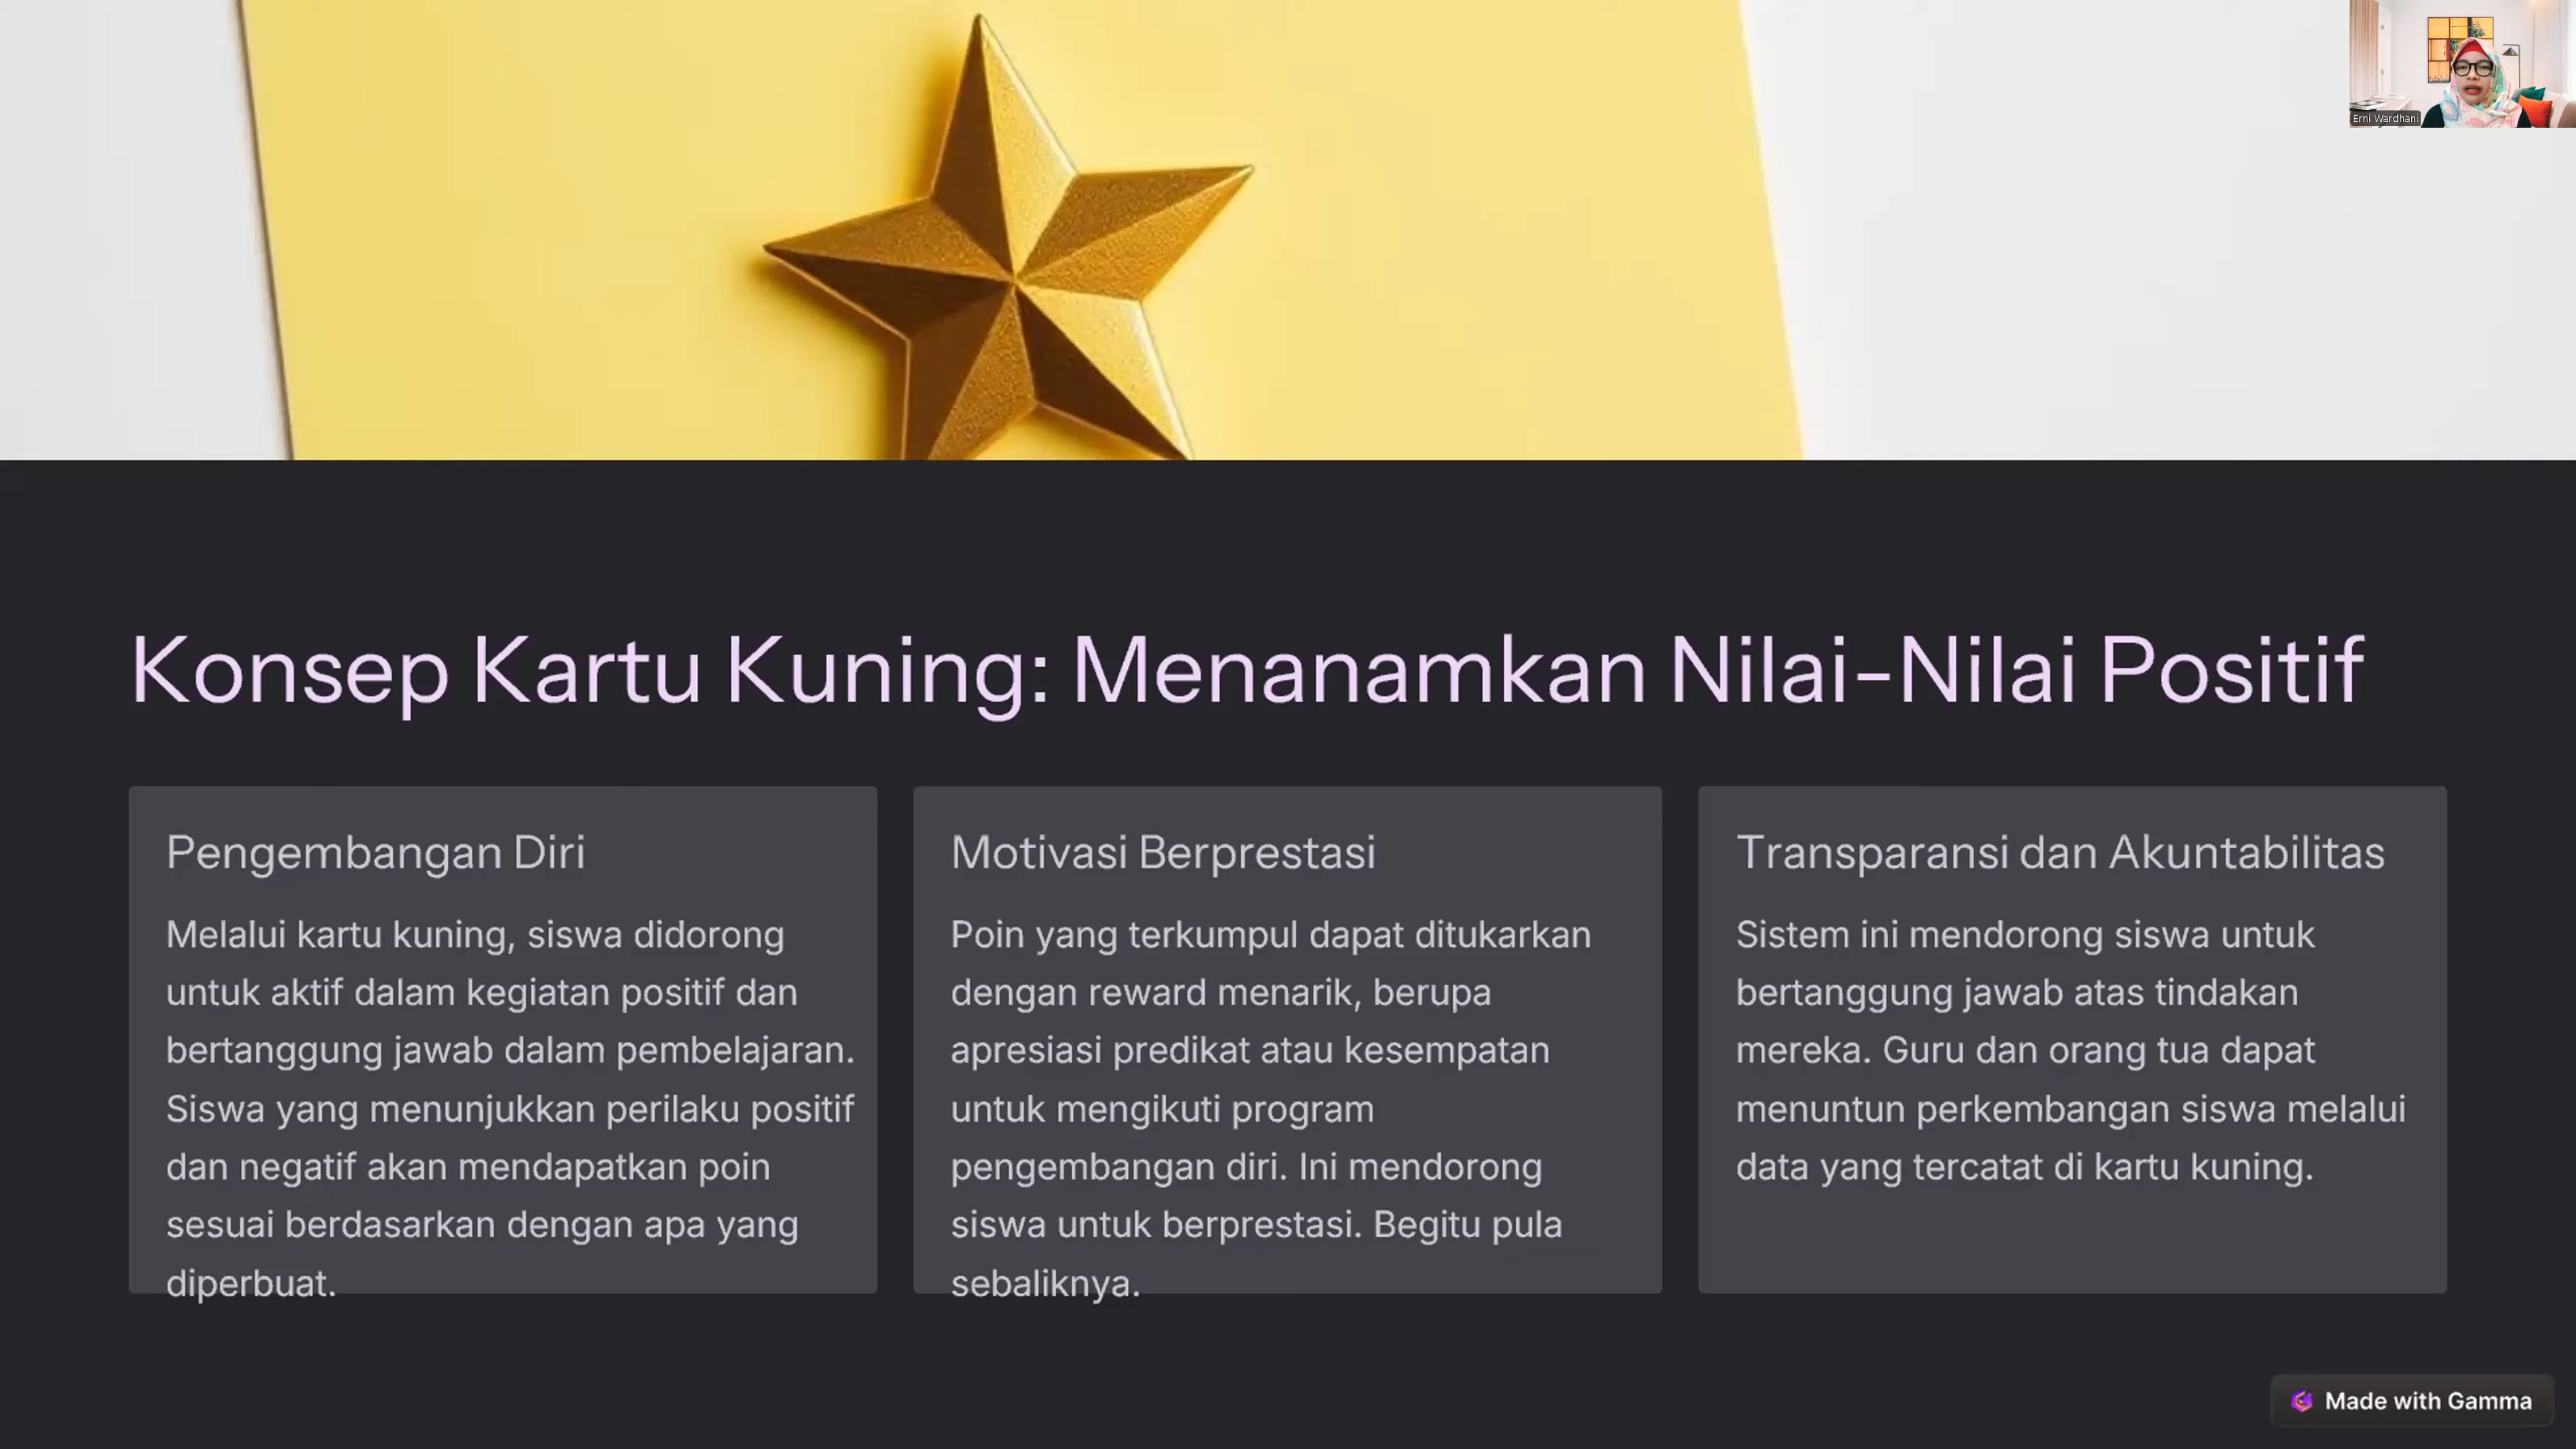 Erni Wardhani
Konsep Kartu Kuning: Menanamkan Nilai-Nilai Positif
Pengembangan Diri
Melalui kartu kuning, siswa didorong
untuk aktif dalam kegiatan positif dan
bertanggung jawab dalam pembelajaran.
Siswa yang menunjukkan perilaku positif
dan negatif akan mendapatkan poin
sesuai berdasarkan dengan apa yang
diperbuat.
Motivasi Berprestasi
Poin yang terkumpul dapat ditukarkan
dengan reward menarik, berupa
apresiasi predikat atau kesempatan
untuk mengikuti program
pengembangan diri. Ini mendorong
siswa untuk berprestasi. Begitu pula
sebaliknya.
Transparansi dan Akuntabilitas
Sistem ini mendorong siswa untuk
bertanggung jawab atas tindakan
mereka. Guru dan orang tua dapat
menuntun perkembangan siswa melalui
data yang tercatat di kartu kuning.
Made with Gamma